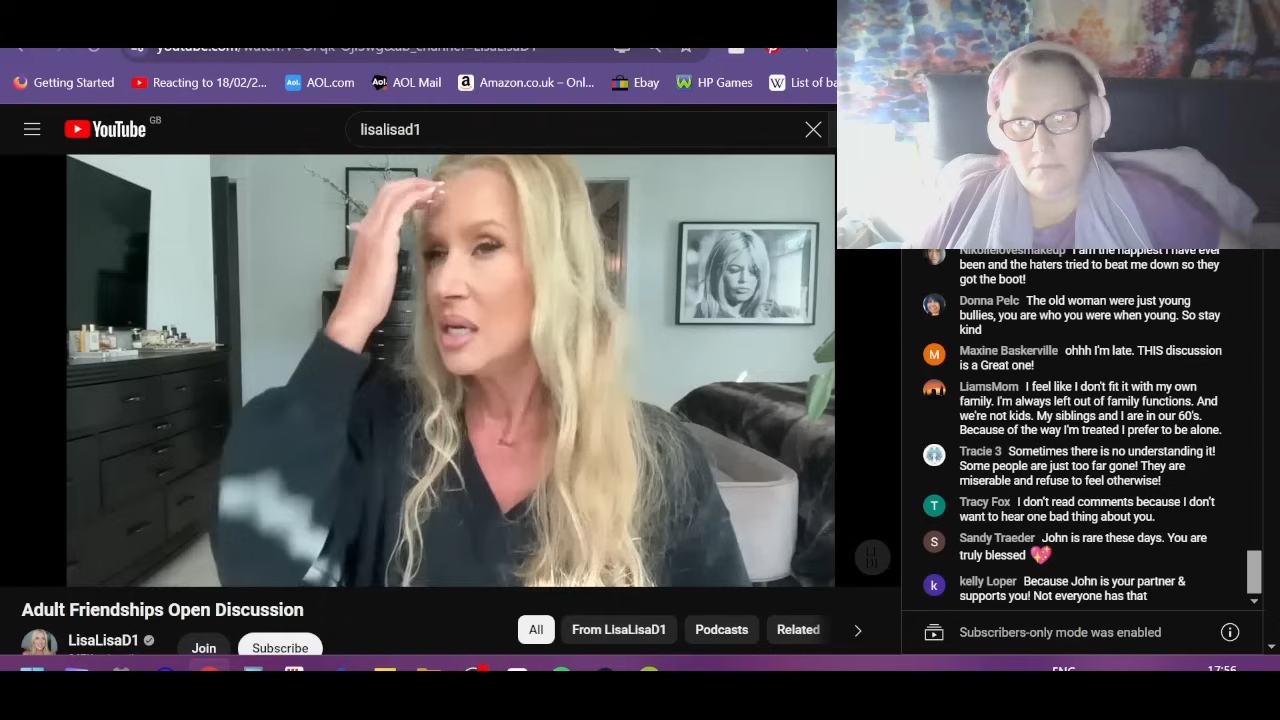 Getting Started
Reacting to 18/02/2...
AOL.com
AOL Mail
Amazon.co.uk – Onl...
Ebay
HP Games
List of ba
YouTube GB
lisalisad1
I am the happiest I have ever
been and the haters tried to beat me down so they
got the boot!
Donna Pelc The old woman were just young
bullies, you are who you were when young. So stay
kind
Maxine Baskerville ohhh I'm late. THIS discussion
is a Great one!
LiamsMom I feel like I don't fit it with my own
family. I'm always left out of family functions. And
we're not kids. My siblings and I are in our 60's.
Because of the way I'm treated I prefer to be alone.
Tracie 3 Sometimes there is no understanding it!
Some people are just too far gone! They are
miserable and refuse to feel otherwise!
Tracy Fox I don't read comments because I don't
want to hear one bad thing about you.
Sandy Traeder John is rare these days. You are
truly blessed 💖
kelly Loper Because John is your partner &
supports you! Not everyone has that
Subscribers-only mode was enabled
Adult Friendships Open Discussion
LisaLisaD1
Join
Subscribe
All
From LisaLisaD1
Podcasts
Related
ENG
17:56